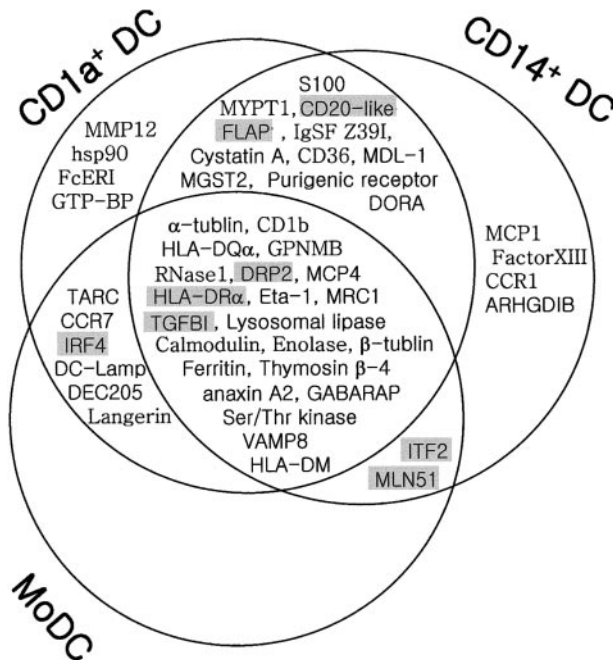 CD1a+ DC
CD14+ DC
S100
MYPT1, CD20-like
FLAP, IgSF Z39I,
Cystatin A, CD36, MDL-1
MGST2, Purigenic receptor
DORA
MMP12
hsp90
FcERI
GTP-BP
α-tublin, CD1b
HLA-DQα, GPNMB
RNase1, DRP2, MCP4
HLA-DRα, Eta-1, MRC1
TGFBI, Lysosomal lipase
Calmodulin, Enolase, β-tublin
Ferritin, Thymosin β-4
anaxin A2, GABARAP
Ser/Thr kinase
VAMP8
HLA-DM
MCP1
FactorXIII
CCR1
ARHGDIB
TARC
CCR7
IRF4
DC-Lamp
DEC205
Langerin
ITF2
MLN51
MoDC